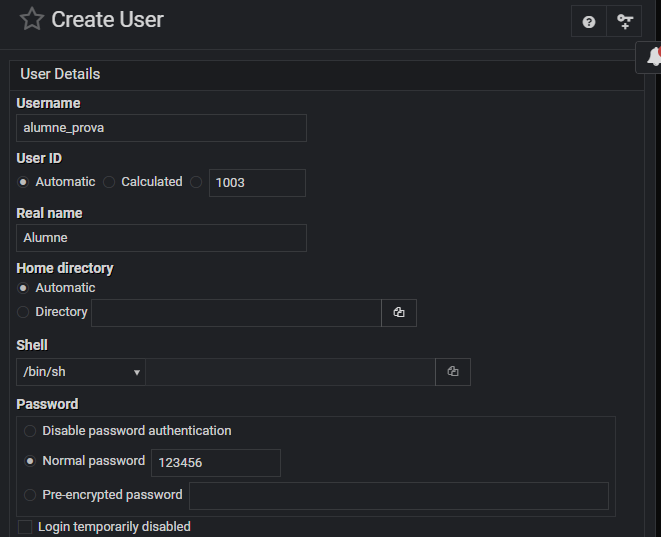 Create User
User Details
Username
alumne_prova
User ID
Automatic Calculated 1003
Real name
Alumne
Home directory
Automatic
Directory
Shell
/bin/sh
Password
Disable password authentication
Normal password 123456
Pre-encrypted password
Login temporarily disabled